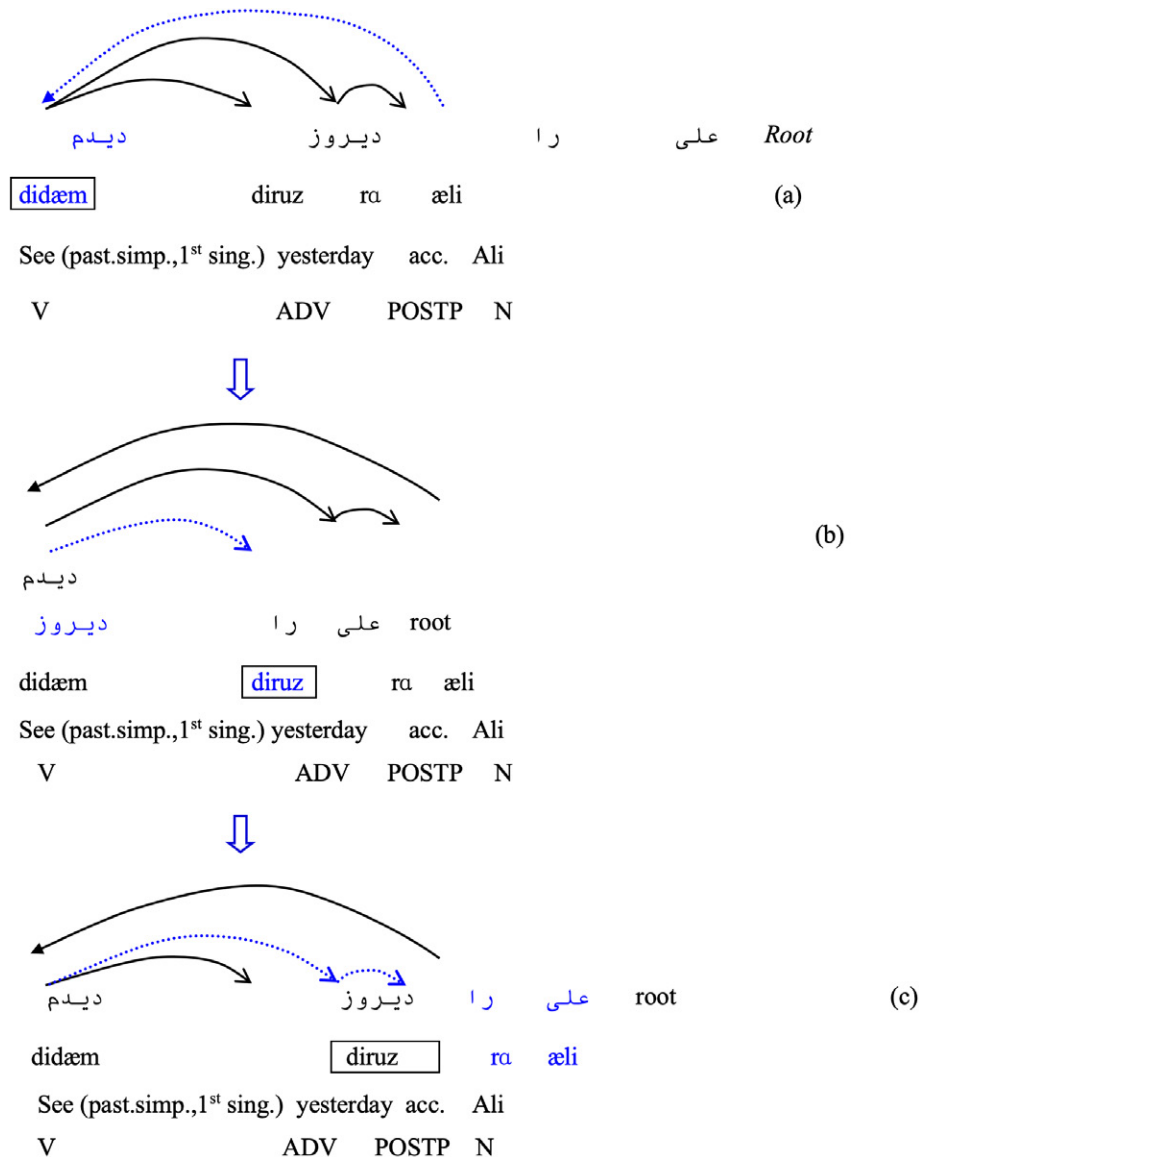 Root علی را دیروز دیدم
didæm diruz rɑ æli (a)
See (past.simp.,1st sing.) yesterday acc. Ali
V ADV POSTP N
(b)
دیدم
root علی را دیروز
didæm diruz rɑ æli
See (past.simp.,1st sing.) yesterday acc. Ali
V ADV POSTP N
root علی را دیروز دیدم (c)
didæm diruz rɑ æli
See (past.simp.,1st sing.) yesterday acc. Ali
V ADV POSTP N